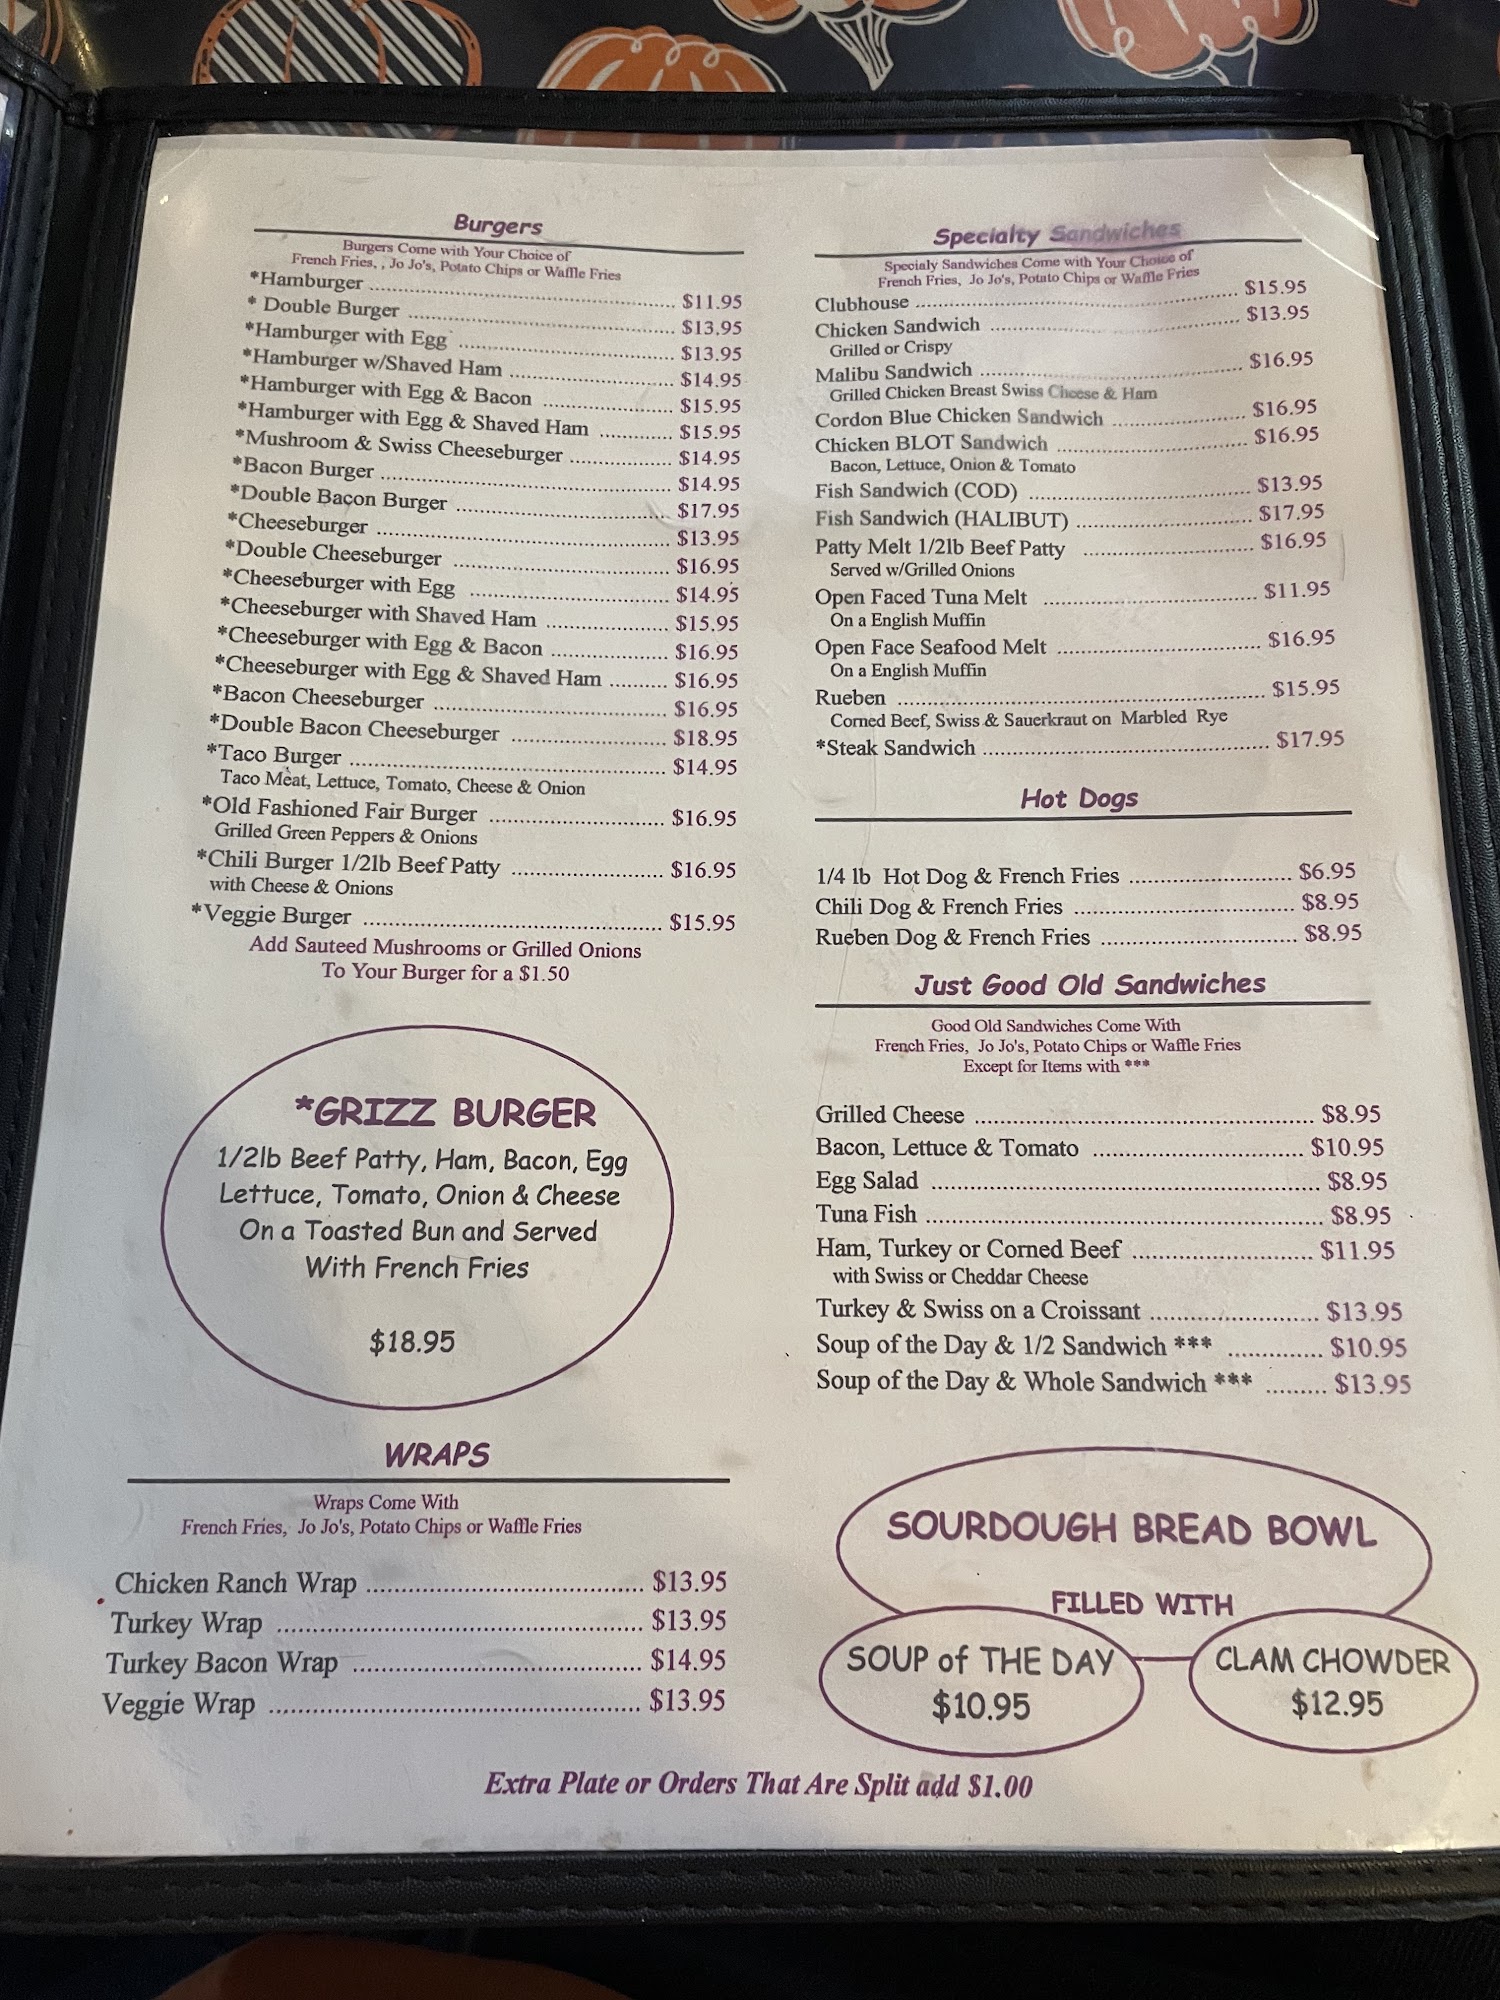 Burgers
Burgers Come with Your Choice of
French Fries, , Jo Jo's, Potato Chips or Waffle Fries
*Hamburger ........ $11.95
* Double Burger ........ $13.95
*Hamburger with Egg ........ $13.95
*Hamburger w/Shaved Ham ........ $14.95
*Hamburger with Egg & Bacon ........ $15.95
*Hamburger with Egg & Shaved Ham ........ $15.95
*Mushroom & Swiss Cheeseburger ........ $14.95
*Bacon Burger ........ $14.95
*Double Bacon Burger ........ $17.95
*Cheeseburger ........ $13.95
*Double Cheeseburger ........ $16.95
*Cheeseburger with Egg ........ $14.95
*Cheeseburger with Shaved Ham ........ $15.95
*Cheeseburger with Egg & Bacon ........ $16.95
*Cheeseburger with Egg & Shaved Ham ........ $16.95
*Bacon Cheeseburger ........ $16.95
*Double Bacon Cheeseburger ........ $18.95
*Taco Burger ........ $14.95
Taco Meat, Lettuce, Tomato, Cheese & Onion
*Old Fashioned Fair Burger ........ $16.95
Grilled Green Peppers & Onions
*Chili Burger 1/2lb Beef Patty ........ $16.95
with Cheese & Onions
*Veggie Burger ........ $15.95
Add Sauteed Mushrooms or Grilled Onions
To Your Burger for a $1.50
*GRIZZ BURGER
1/2lb Beef Patty, Ham, Bacon, Egg
Lettuce, Tomato, Onion & Cheese
On a Toasted Bun and Served
With French Fries
$18.95
WRAPS
Wraps Come With
French Fries, Jo Jo's, Potato Chips or Waffle Fries
Chicken Ranch Wrap ........ $13.95
Turkey Wrap ........ $13.95
Turkey Bacon Wrap ........ $14.95
Veggie Wrap ........ $13.95
Specialty Sandwiches
Specialy Sandwiches Come with Your Choice of
French Fries, Jo Jo's, Potato Chips or Waffle Fries
Clubhouse ........ $15.95
Chicken Sandwich ........ $13.95
Grilled or Crispy
Malibu Sandwich ........ $16.95
Grilled Chicken Breast Swiss Cheese & Ham
Cordon Blue Chicken Sandwich ........ $16.95
Chicken BLOT Sandwich ........ $16.95
Bacon, Lettuce, Onion & Tomato
Fish Sandwich (COD) ........ $13.95
Fish Sandwich (HALIBUT) ........ $17.95
Patty Melt 1/2lb Beef Patty ........ $16.95
Served w/Grilled Onions
Open Faced Tuna Melt ........ $11.95
On a English Muffin
Open Face Seafood Melt ........ $16.95
On a English Muffin
Rueben ........ $15.95
Corned Beef, Swiss & Sauerkraut on Marbled Rye
*Steak Sandwich ........ $17.95
Hot Dogs
1/4 lb Hot Dog & French Fries ........ $6.95
Chili Dog & French Fries ........ $8.95
Rueben Dog & French Fries ........ $8.95
Just Good Old Sandwiches
Good Old Sandwiches Come With
French Fries, Jo Jo's, Potato Chips or Waffle Fries
Except for Items with ***
Grilled Cheese ........ $8.95
Bacon, Lettuce & Tomato ........ $10.95
Egg Salad ........ $8.95
Tuna Fish ........ $8.95
Ham, Turkey or Corned Beef ........ $11.95
with Swiss or Cheddar Cheese
Turkey & Swiss on a Croissant ........ $13.95
Soup of the Day & 1/2 Sandwich *** ........ $10.95
Soup of the Day & Whole Sandwich *** ........ $13.95
SOURDOUGH BREAD BOWL
FILLED WITH
SOUP of THE DAY
$10.95
CLAM CHOWDER
$12.95
Extra Plate or Orders That Are Split add $1.00